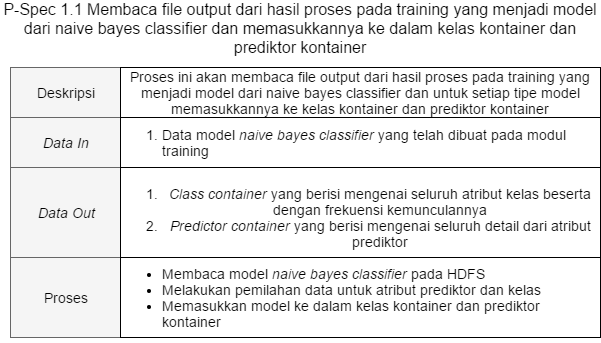 P-Spec 1.1 Membaca file output dari hasil proses pada training yang menjadi model
dari naive bayes classifier dan memasukkannya ke dalam kelas kontainer dan
prediktor kontainer
Deskripsi
Proses ini akan membaca file output dari hasil proses pada training yang
menjadi model dari naive bayes classifier dan untuk setiap tipe model
memasukkannya ke kelas kontainer dan prediktor kontainer
Data In
1. Data model naive bayes classifier yang telah dibuat pada modul
training
Data Out
1. Class container yang berisi mengenai seluruh atribut kelas beserta
dengan frekuensi kemunculannya
2. Predictor container yang berisi mengenai seluruh detail dari atribut
prediktor
Proses
• Membaca model naive bayes classifier pada HDFS
• Melakukan pemilahan data untuk atribut prediktor dan kelas
• Memasukkan model ke dalam kelas kontainer dan prediktor
kontainer